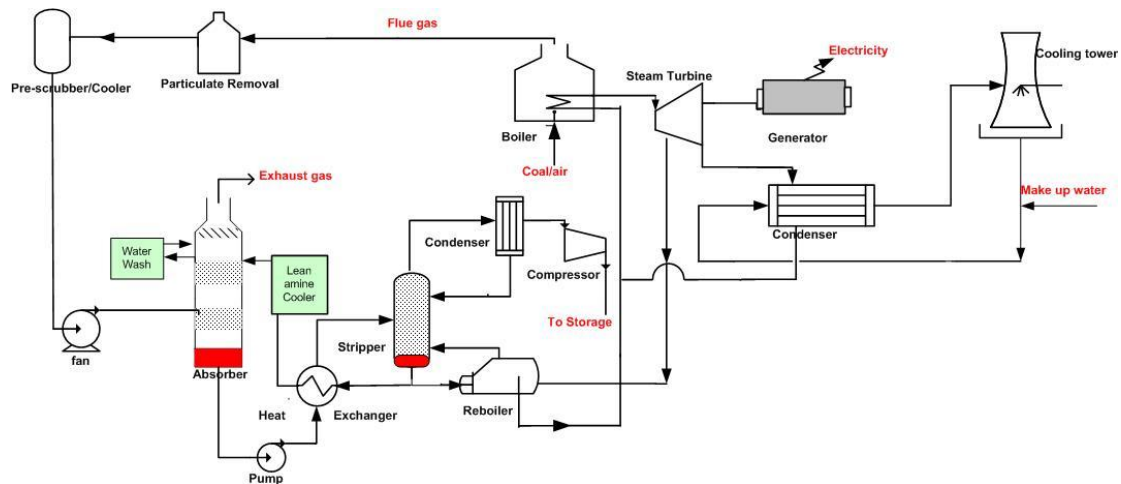 Flue gas
Electricity
Cooling tower
Steam Turbine
Pre-scrubber/Cooler
Particulate Removal
Boiler
Generator
Coal/air
Exhaust gas
Make up water
Condenser
Water
Wash
Lean
amine
Cooler
Condenser
Compressor
To Storage
Stripper
fan
Absorber
Heat
Exchanger
Reboiler
Pump